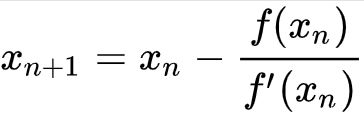 x_{n+1} = x_n - \frac{f(x_n)}{f'(x_n)}